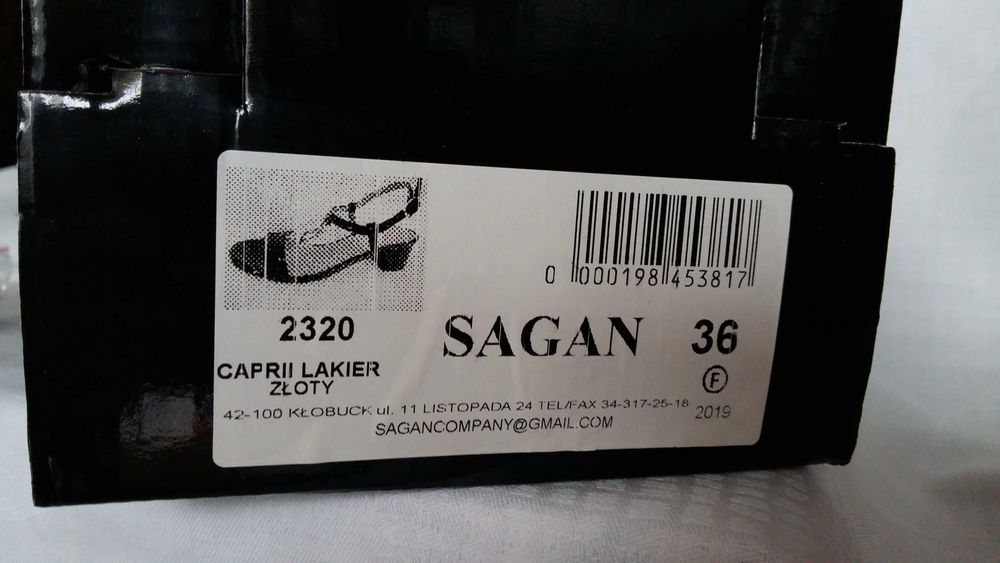 0 000198 453817
2320
SAGAN
36
CAPRII LAKIER
ZŁOTY
F
42-100 KŁOBUCK ul. 11 LISTOPADA 24 TEL/FAX 34-317-25-18
2019
SAGANCOMPANY@GMAIL.COM